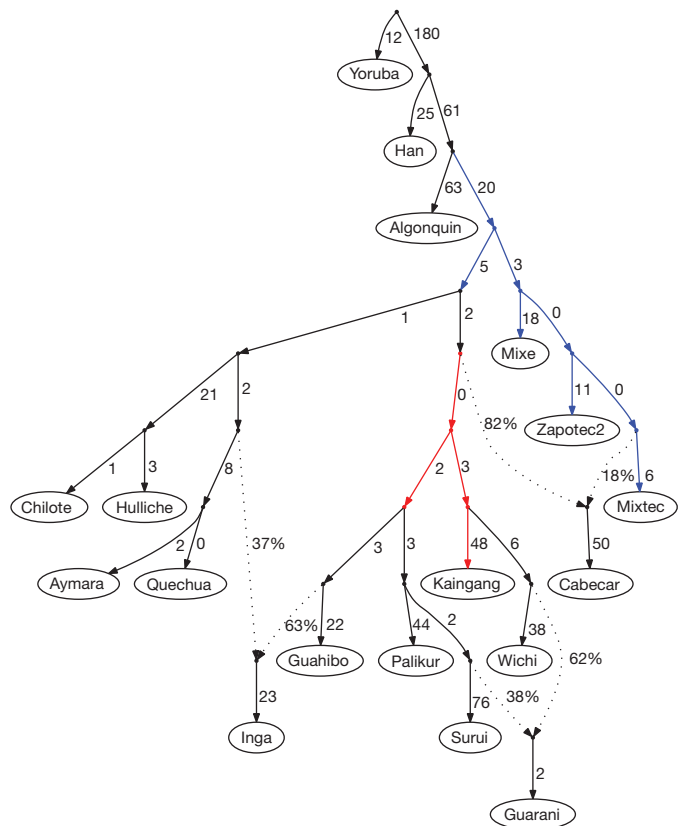 12 180
Yoruba
25 61
Han
63 20
Algonquin
5 3
1 2 18 0
Mixe
21 2 0 11 0
82% Zapotec2
1 3 8 2 3 18% 6
Chilote Hulliche Mixtec
2 0 37% 3 3 48 6 50
Aymara Quechua Kaingang Cabecar
63% 22 44 2 38
Guahibo Palikur Wichi 62%
23 76 38%
Inga Surui
2
Guarani